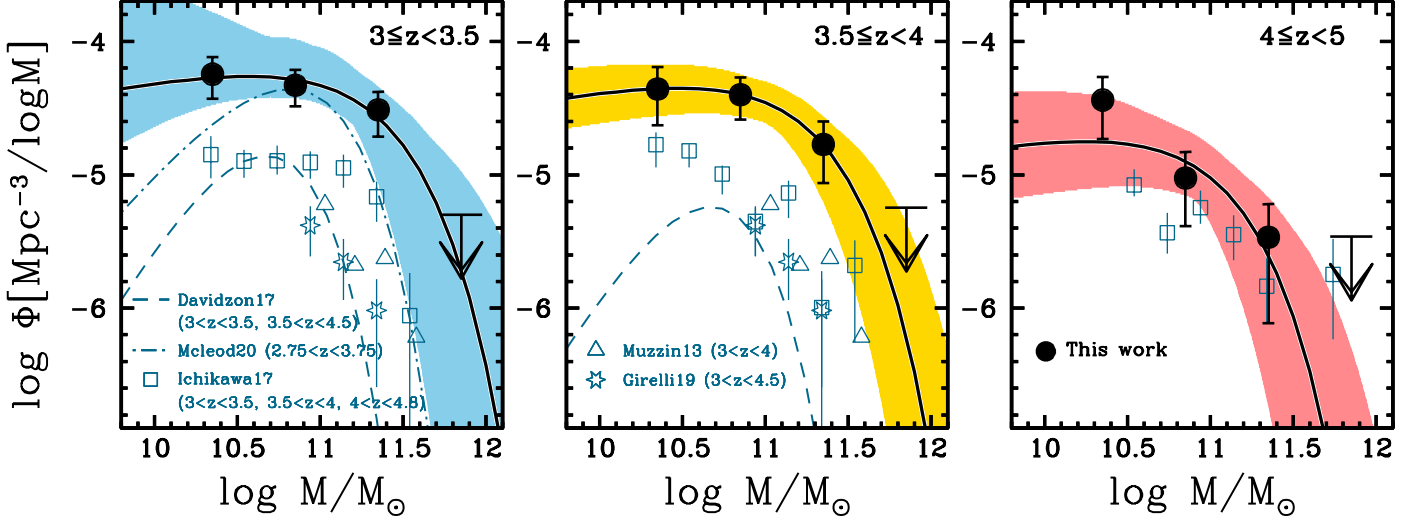 log Φ[Mpc⁻³/logM]
3≦z<3.5
-4
-5
-6
Davidzon17
(3<z<3.5, 3.5<z<4.5)
Mcleod20 (2.75<z<3.75)
Ichikawa17
(3<z<3.5, 3.5<z<4, 4<z<4.8)
10 10.5 11 11.5 12
log M/M⊙
3.5≦z<4
-4
-5
-6
Muzzin13 (3<z<4)
Girelli19 (3<z<4.5)
10 10.5 11 11.5 12
log M/M⊙
4≦z<5
-4
-5
-6
This work
10 10.5 11 11.5 12
log M/M⊙